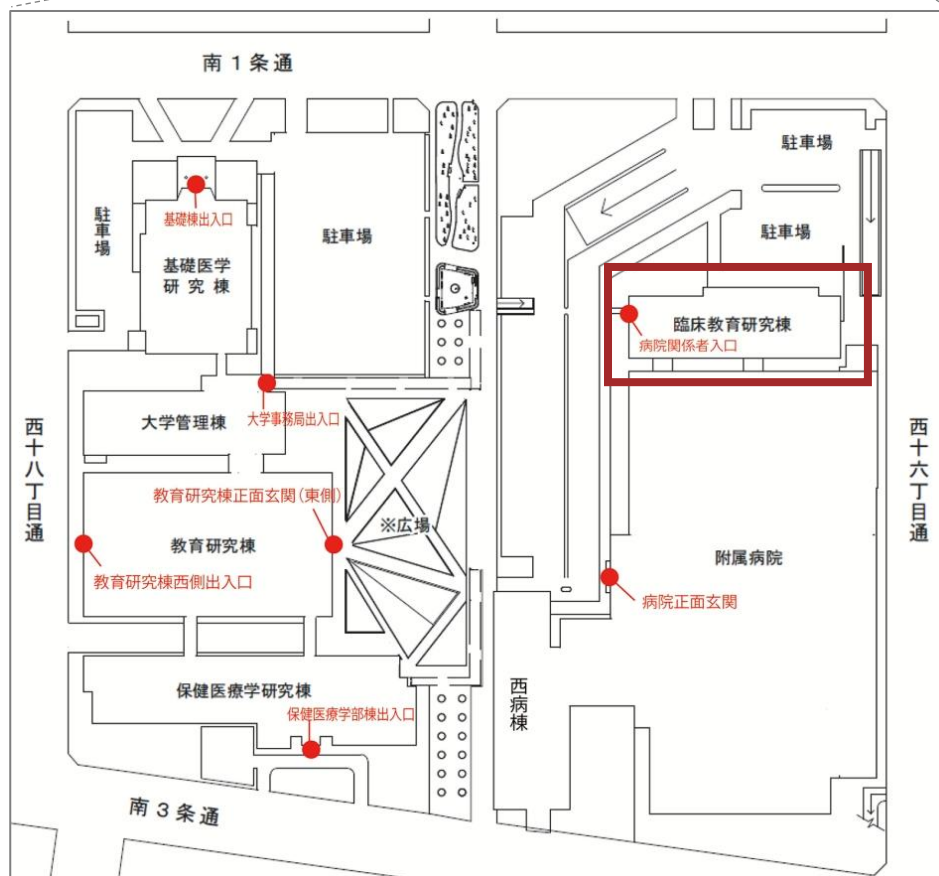 南1条通
駐車場
駐車場
基礎棟出入口
駐車場
駐車場
基礎医学
研究棟
臨床教育研究棟
病院関係者入口
大学管理棟
大学事務局出入口
西十八丁目通
西十六丁目通
教育研究棟正面玄関(東側)
※広場
教育研究棟
附属病院
教育研究棟西側出入口
病院正面玄関
西病棟
保健医療学研究棟
保健医療学部棟出入口
南3条通